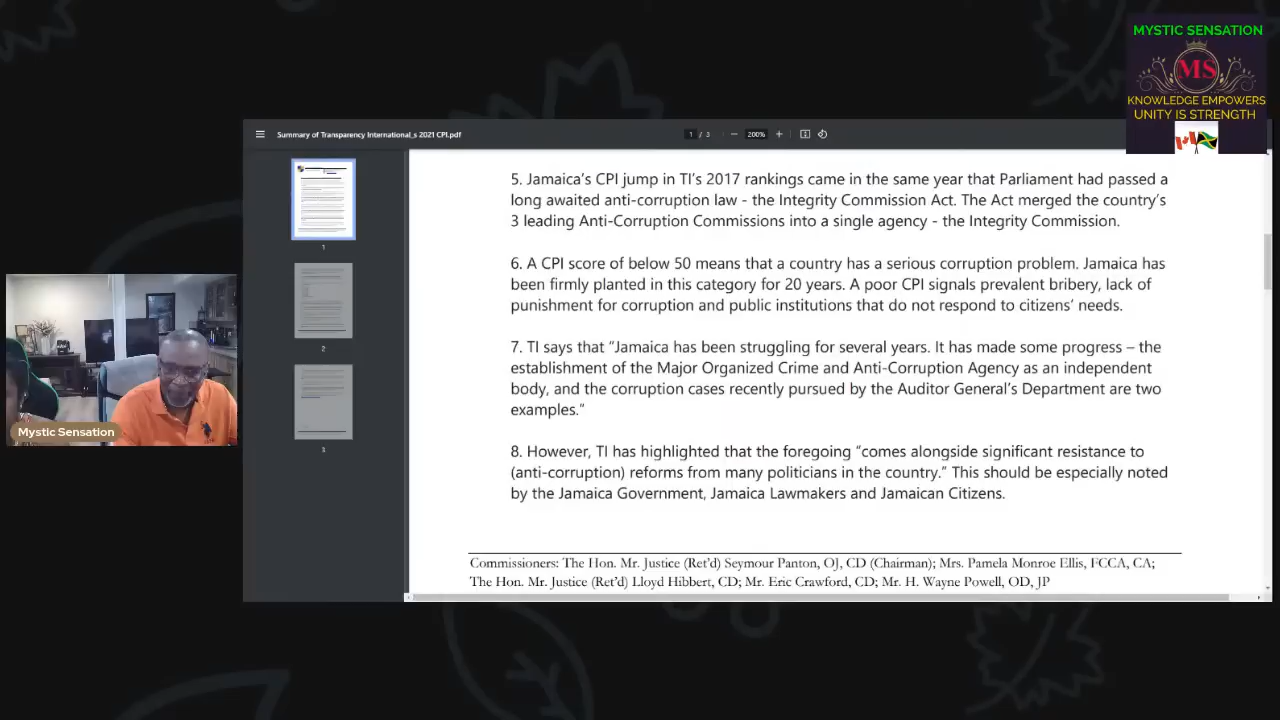 MYSTIC SENSATION
MS
KNOWLEDGE EMPOWERS
UNITY IS STRENGTH
Summary of Transparency International_s 2021 CPI.pdf
1 / 3
200%
1
2
3
5. Jamaica's CPI jump in TI's 2017 rankings came in the same year that Parliament had passed a
long awaited anti-corruption law - the Integrity Commission Act. The Act merged the country's
3 leading Anti-Corruption Commissions into a single agency - the Integrity Commission.
6. A CPI score of below 50 means that a country has a serious corruption problem. Jamaica has
been firmly planted in this category for 20 years. A poor CPI signals prevalent bribery, lack of
punishment for corruption and public institutions that do not respond to citizens' needs.
7. TI says that “Jamaica has been struggling for several years. It has made some progress – the
establishment of the Major Organized Crime and Anti-Corruption Agency as an independent
body, and the corruption cases recently pursued by the Auditor General's Department are two
examples.”
8. However, TI has highlighted that the foregoing “comes alongside significant resistance to
(anti-corruption) reforms from many politicians in the country.” This should be especially noted
by the Jamaica Government, Jamaica Lawmakers and Jamaican Citizens.
Commissioners: The Hon. Mr. Justice (Ret'd) Seymour Panton, OJ, CD (Chairman); Mrs. Pamela Monroe Ellis, FCCA, CA;
The Hon. Mr. Justice (Ret'd) Lloyd Hibbert, CD; Mr. Eric Crawford, CD; Mr. H. Wayne Powell, OD, JP
Mystic Sensation